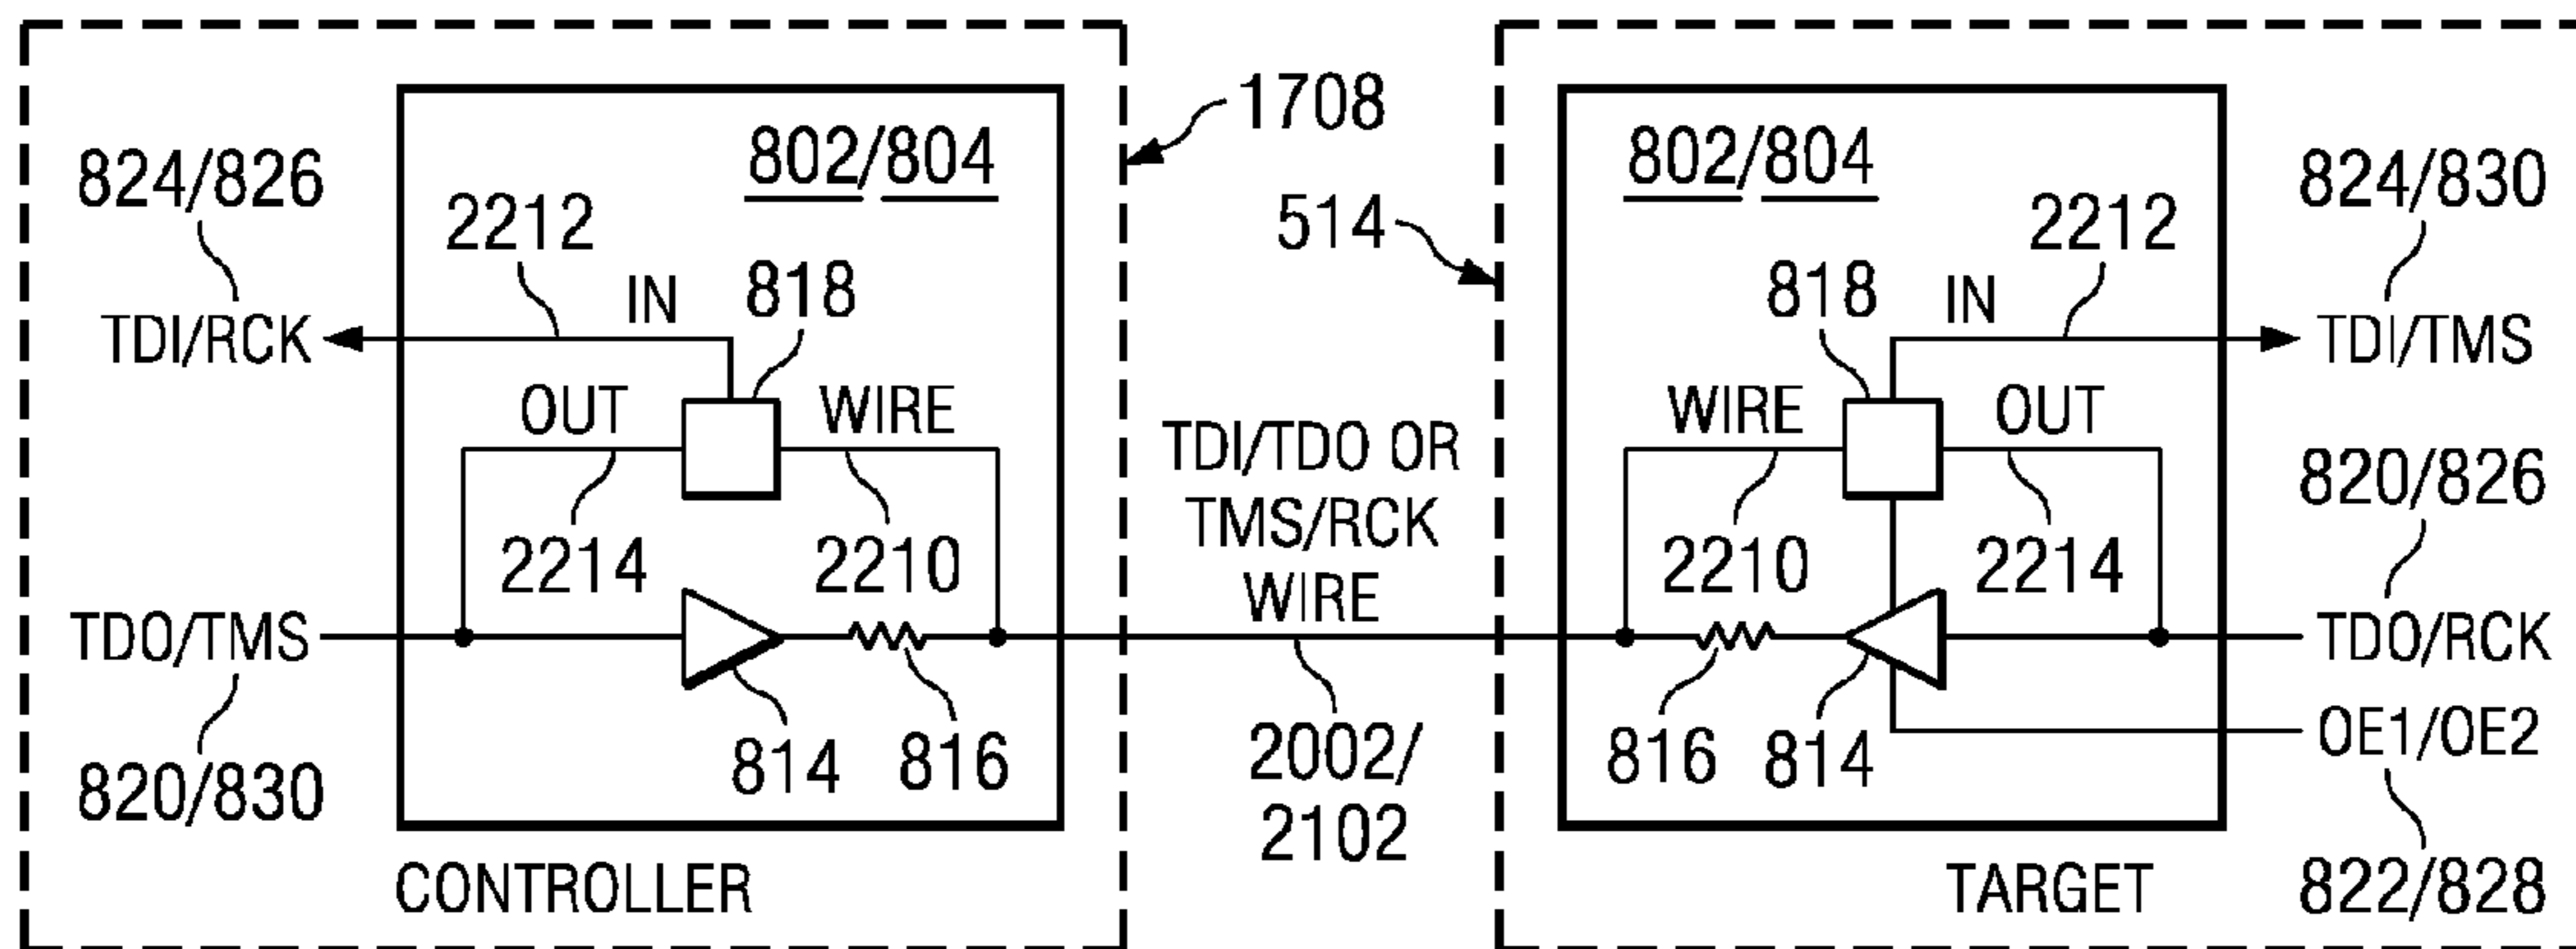 1708
802/804
802/804
824/826
824/830
514
2212
2212
818
818
IN
IN
TDI/RCK
TDI/TMS
OUT
WIRE
WIRE
OUT
TDI/TDO OR
TMS/RCK
WIRE
820/826
2214
2210
2210
2214
TDO/TMS
TDO/RCK
OE1/OE2
814
816
816
814
2002/
2102
820/830
822/828
CONTROLLER
TARGET